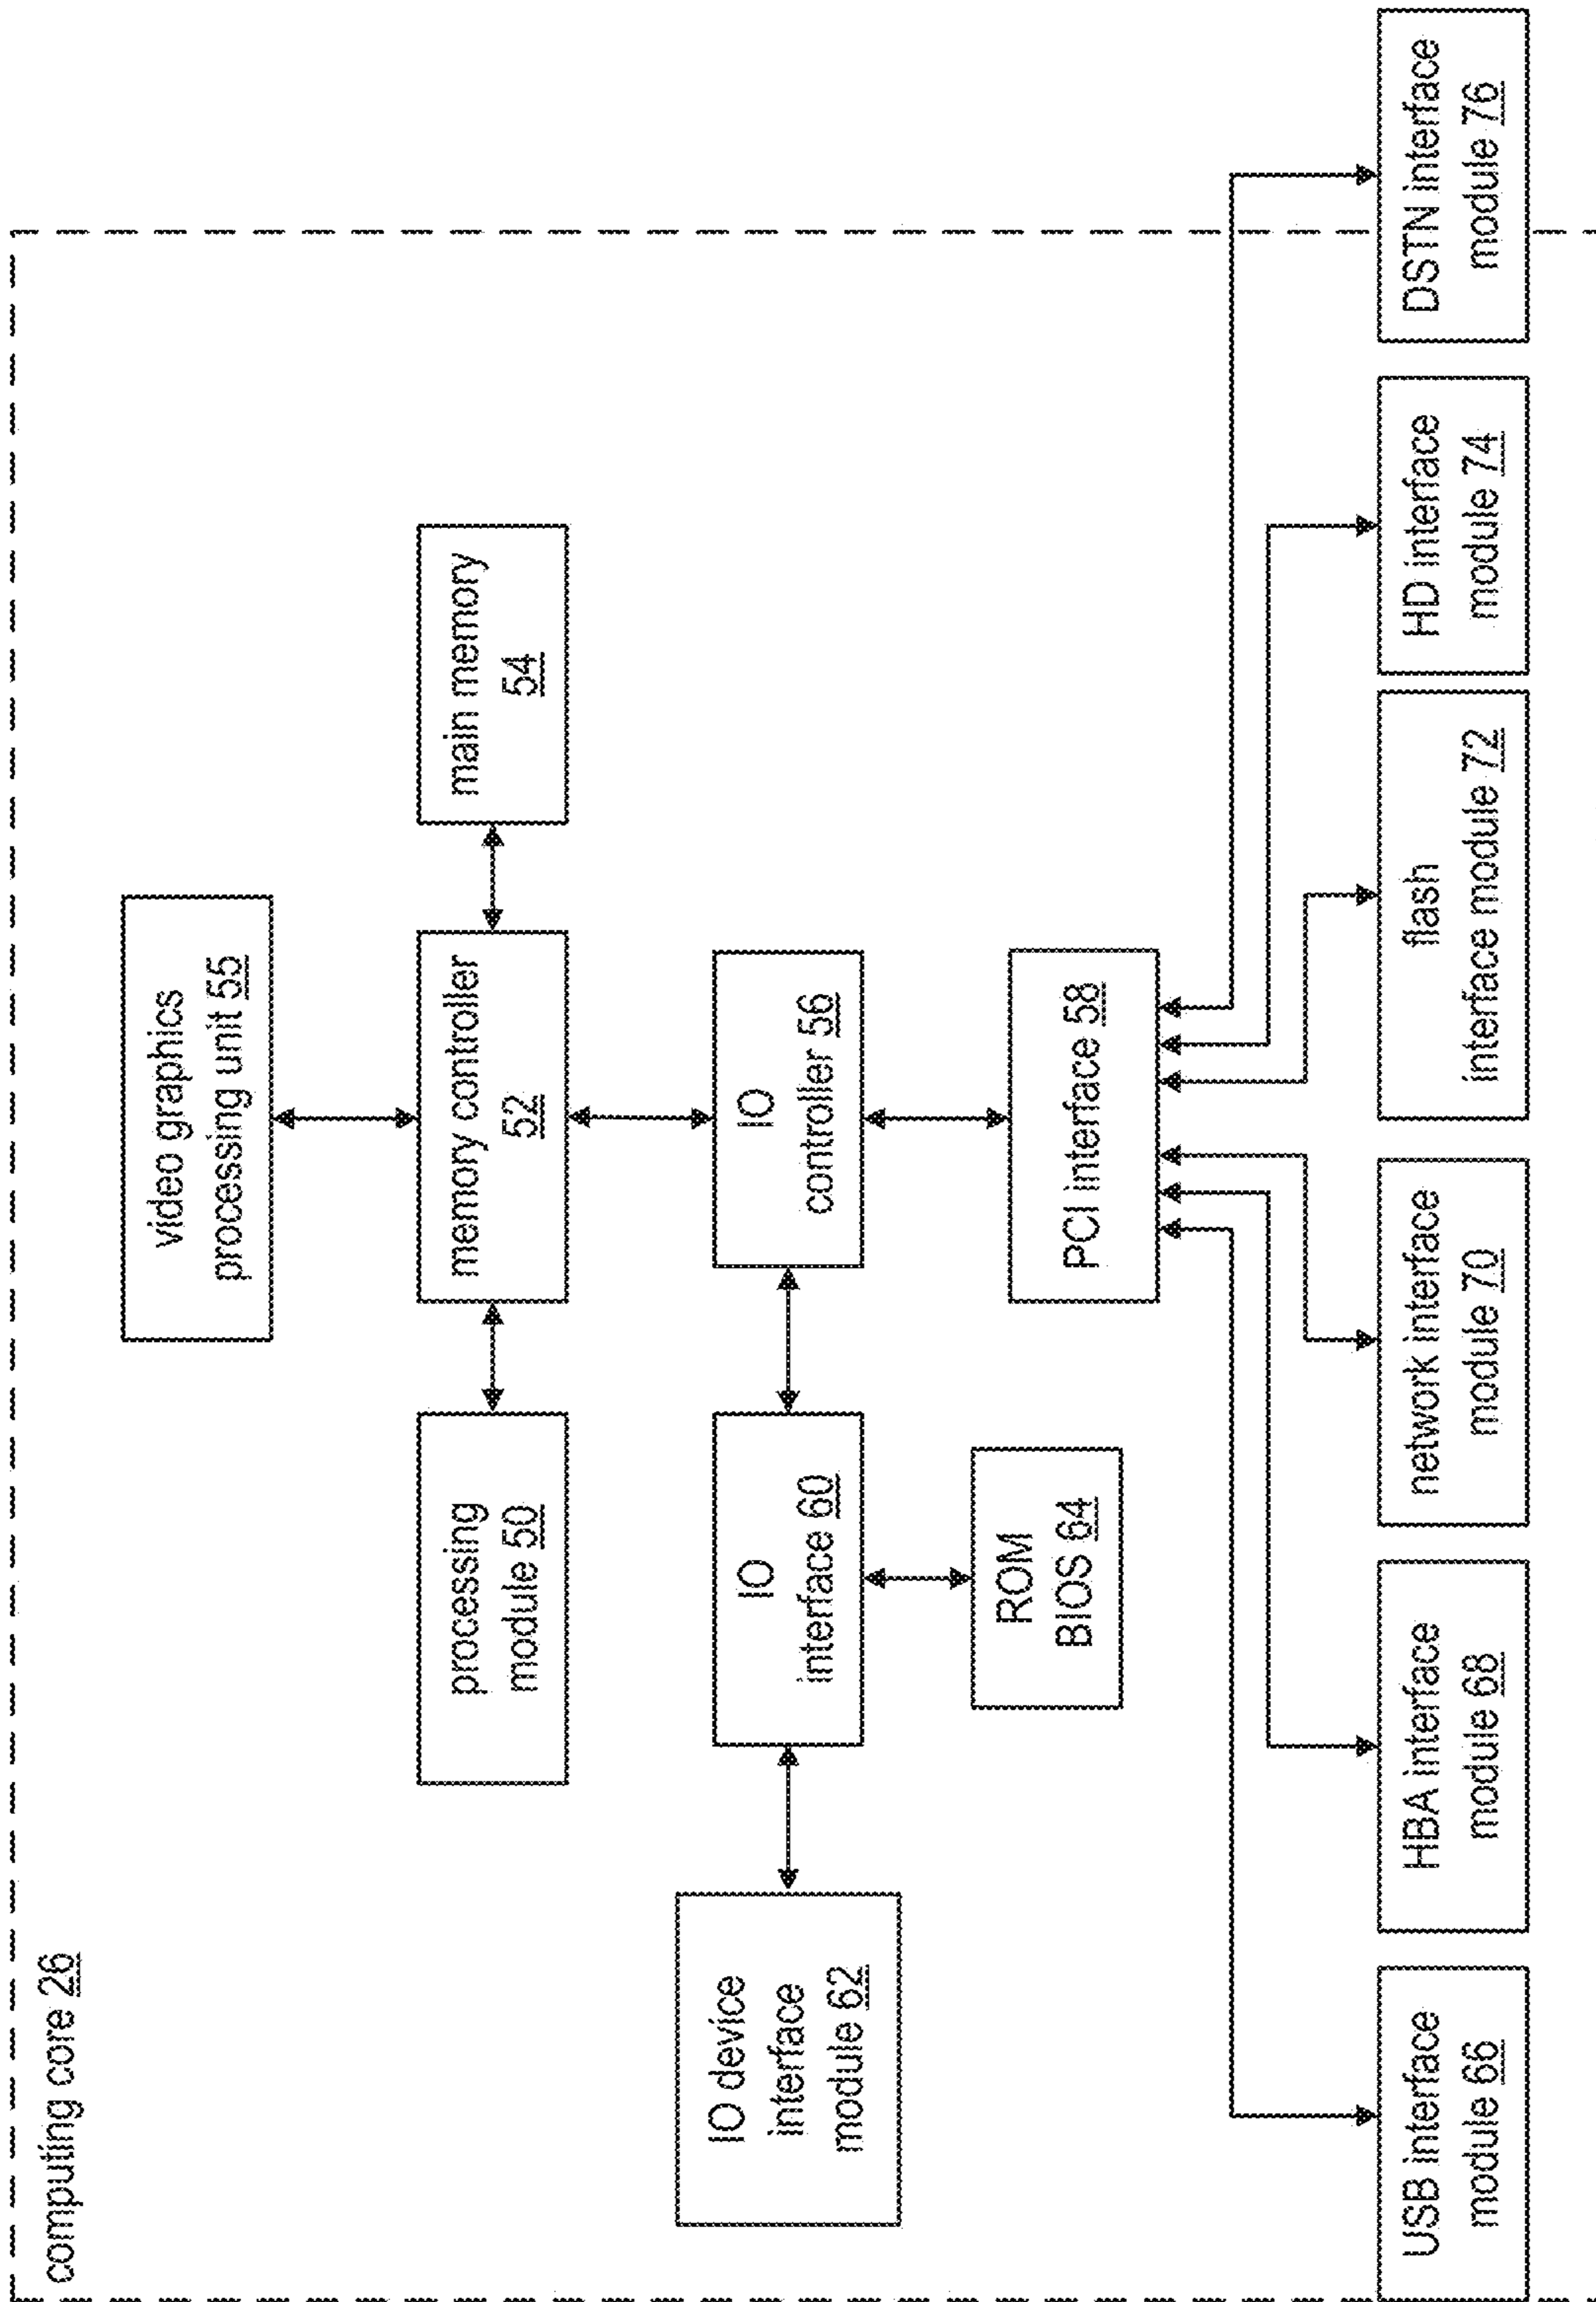 computing core 26
video graphics
processing unit 55
processing
module 50
memory controller
52
main memory
54
IO device
interface
module 62
IO
interface 60
IO
controller 56
ROM
BIOS 64
PCI interface 58
USB interface
module 66
HBA interface
module 68
network interface
module 70
flash
interface module 72
HD interface
module 74
DSTN interface
module 76